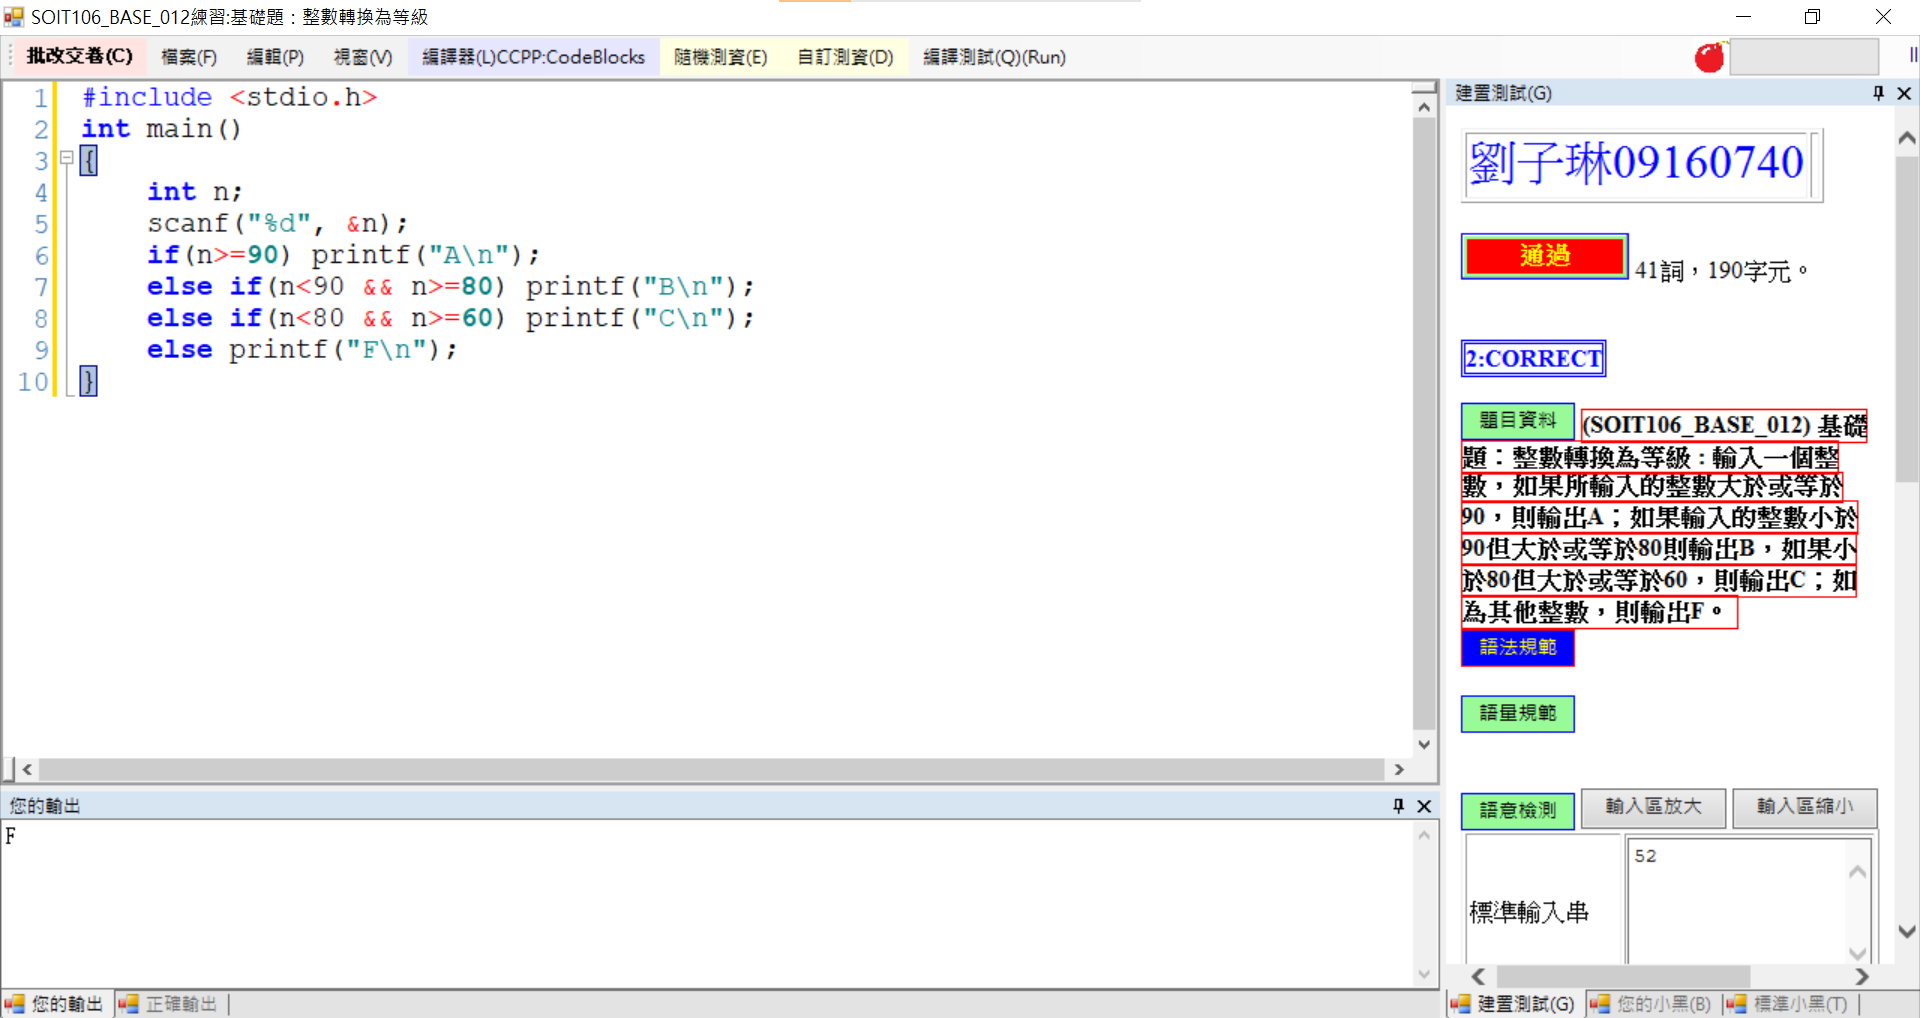 SOIT106_BASE_012練習:基礎題：整數轉換為等級
批改交卷(C) 檔案(F) 編輯(P) 視窗(V) 編譯器(L)CCPP:CodeBlocks 隨機測資(E) 自訂測資(D) 編譯測試(Q)(Run)
1 #include <stdio.h>
2 int main()
3 {
4 int n;
5 scanf("%d", &n);
6 if(n>=90) printf("A\n");
7 else if(n<90 && n>=80) printf("B\n");
8 else if(n<80 && n>=60) printf("C\n");
9 else printf("F\n");
10 }
您的輸出
F
您的輸出 正確輸出
建置測試(G)
劉子琳09160740
通過 41詞，190字元。
2:CORRECT
題目資料 (SOIT106_BASE_012) 基礎
題：整數轉換為等級：輸入一個整
數，如果所輸入的整數大於或等於
90，則輸出A；如果輸入的整數小於
90但大於或等於80則輸出B，如果小
於80但大於或等於60，則輸出C；如
為其他整數，則輸出F。
語法規範
語量規範
語意檢測 輸入區放大 輸入區縮小
標準輸入串 52
建置測試(G) 您的小黑(B) 標準小黑(T)